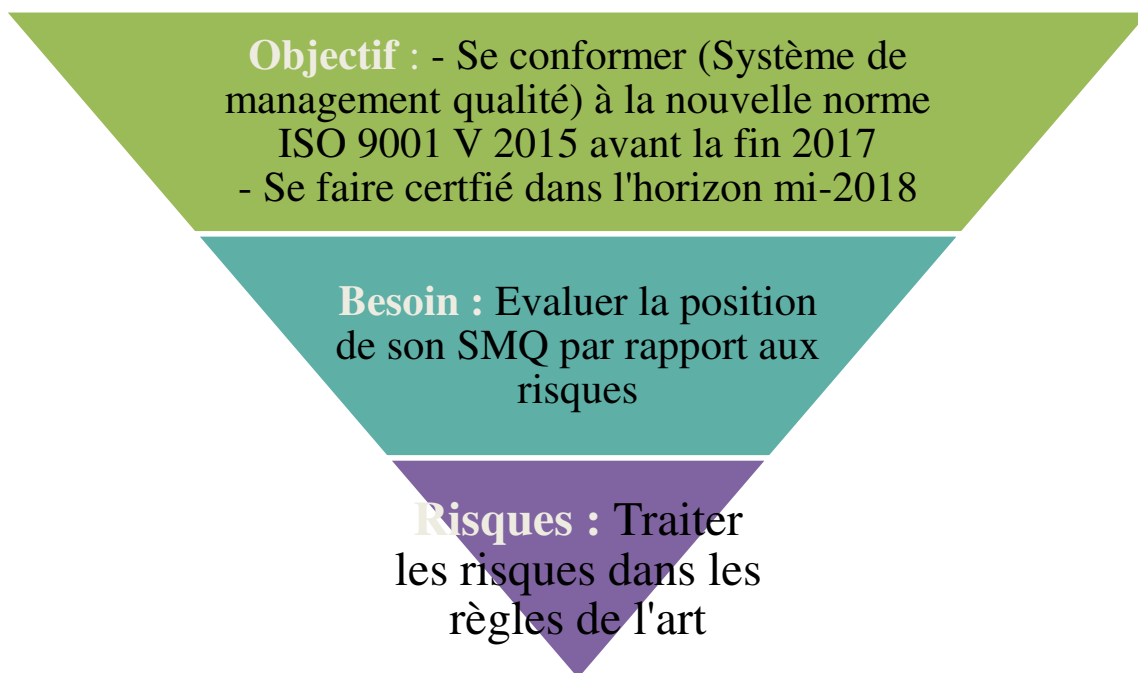 Objectif : - Se conformer (Système de
management qualité) à la nouvelle norme
ISO 9001 V 2015 avant la fin 2017
- Se faire certfié dans l'horizon mi-2018
Besoin : Evaluer la position
de son SMQ par rapport aux
risques
Risques : Traiter
les risques dans les
règles de l'art